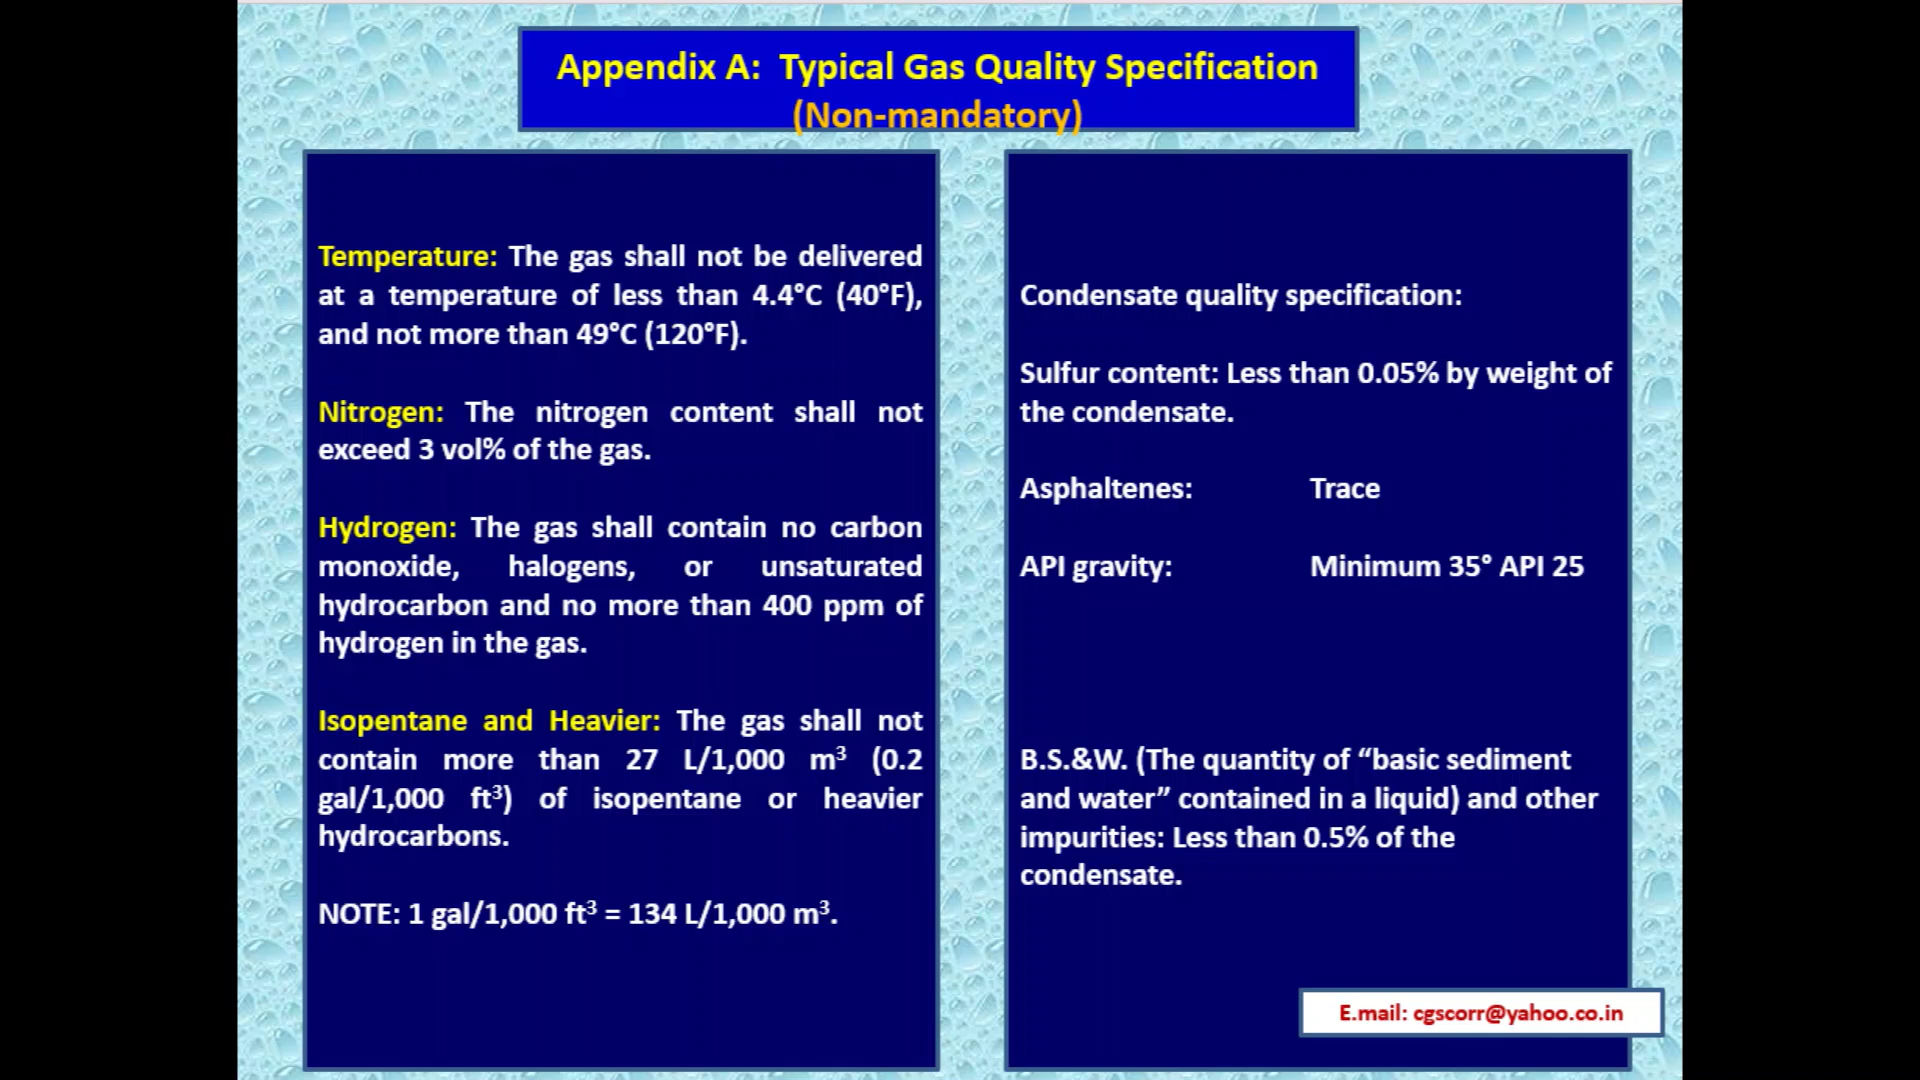 Appendix A: Typical Gas Quality Specification
(Non-mandatory)
Temperature: The gas shall not be delivered
at a temperature of less than 4.4°C (40°F),
and not more than 49°C (120°F).
Nitrogen: The nitrogen content shall not
exceed 3 vol% of the gas.
Hydrogen: The gas shall contain no carbon
monoxide, halogens, or unsaturated
hydrocarbon and no more than 400 ppm of
hydrogen in the gas.
Isopentane and Heavier: The gas shall not
contain more than 27 L/1,000 m³ (0.2
gal/1,000 ft³) of isopentane or heavier
hydrocarbons.
NOTE: 1 gal/1,000 ft³ = 134 L/1,000 m³.
Condensate quality specification:
Sulfur content: Less than 0.05% by weight of
the condensate.
Asphaltenes: Trace
API gravity: Minimum 35° API 25
B.S.&W. (The quantity of “basic sediment
and water” contained in a liquid) and other
impurities: Less than 0.5% of the
condensate.
E.mail: cgscorr@yahoo.co.in